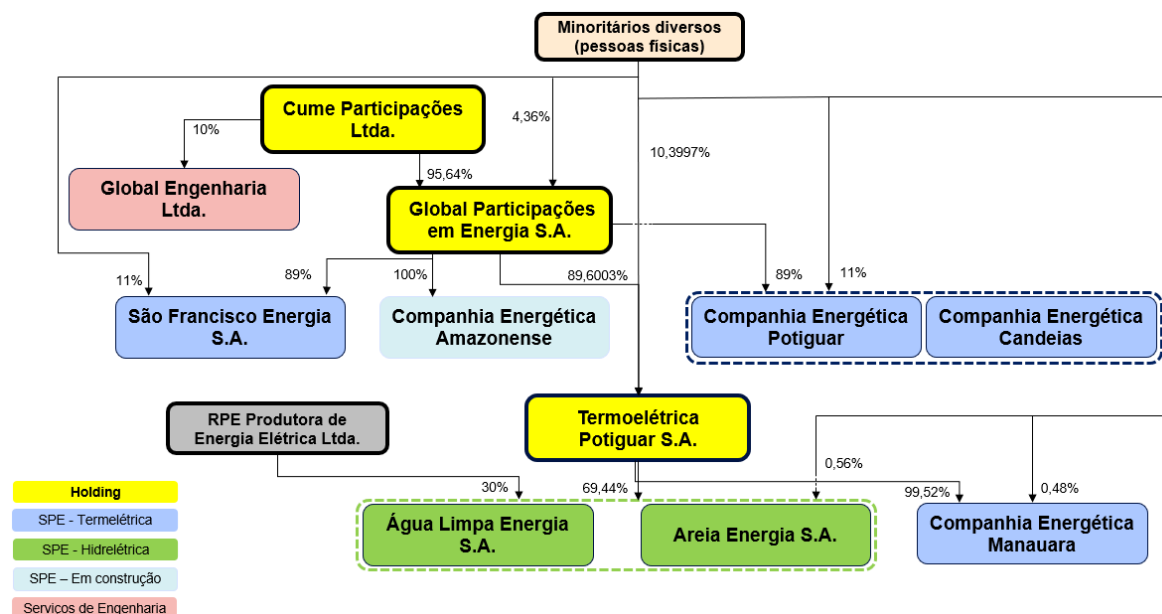 Minoritários diversos
(pessoas físicas)
Cume Participações
Ltda.
10%
4,36%
10,3997%
95,64%
Global Engenharia
Ltda.
Global Participações
em Energia S.A.
11%
89%
100%
89,6003%
89%
11%
São Francisco Energia
S.A.
Companhia Energética
Amazonense
Companhia Energética
Potiguar
Companhia Energética
Candeias
RPE Produtora de
Energia Elétrica Ltda.
Termoelétrica
Potiguar S.A.
30%
69,44%
0,56%
99,52%
0,48%
Água Limpa Energia
S.A.
Areia Energia S.A.
Companhia Energética
Manauara
Holding
SPE - Termelétrica
SPE - Hidrelétrica
SPE – Em construção
Serviços de Engenharia